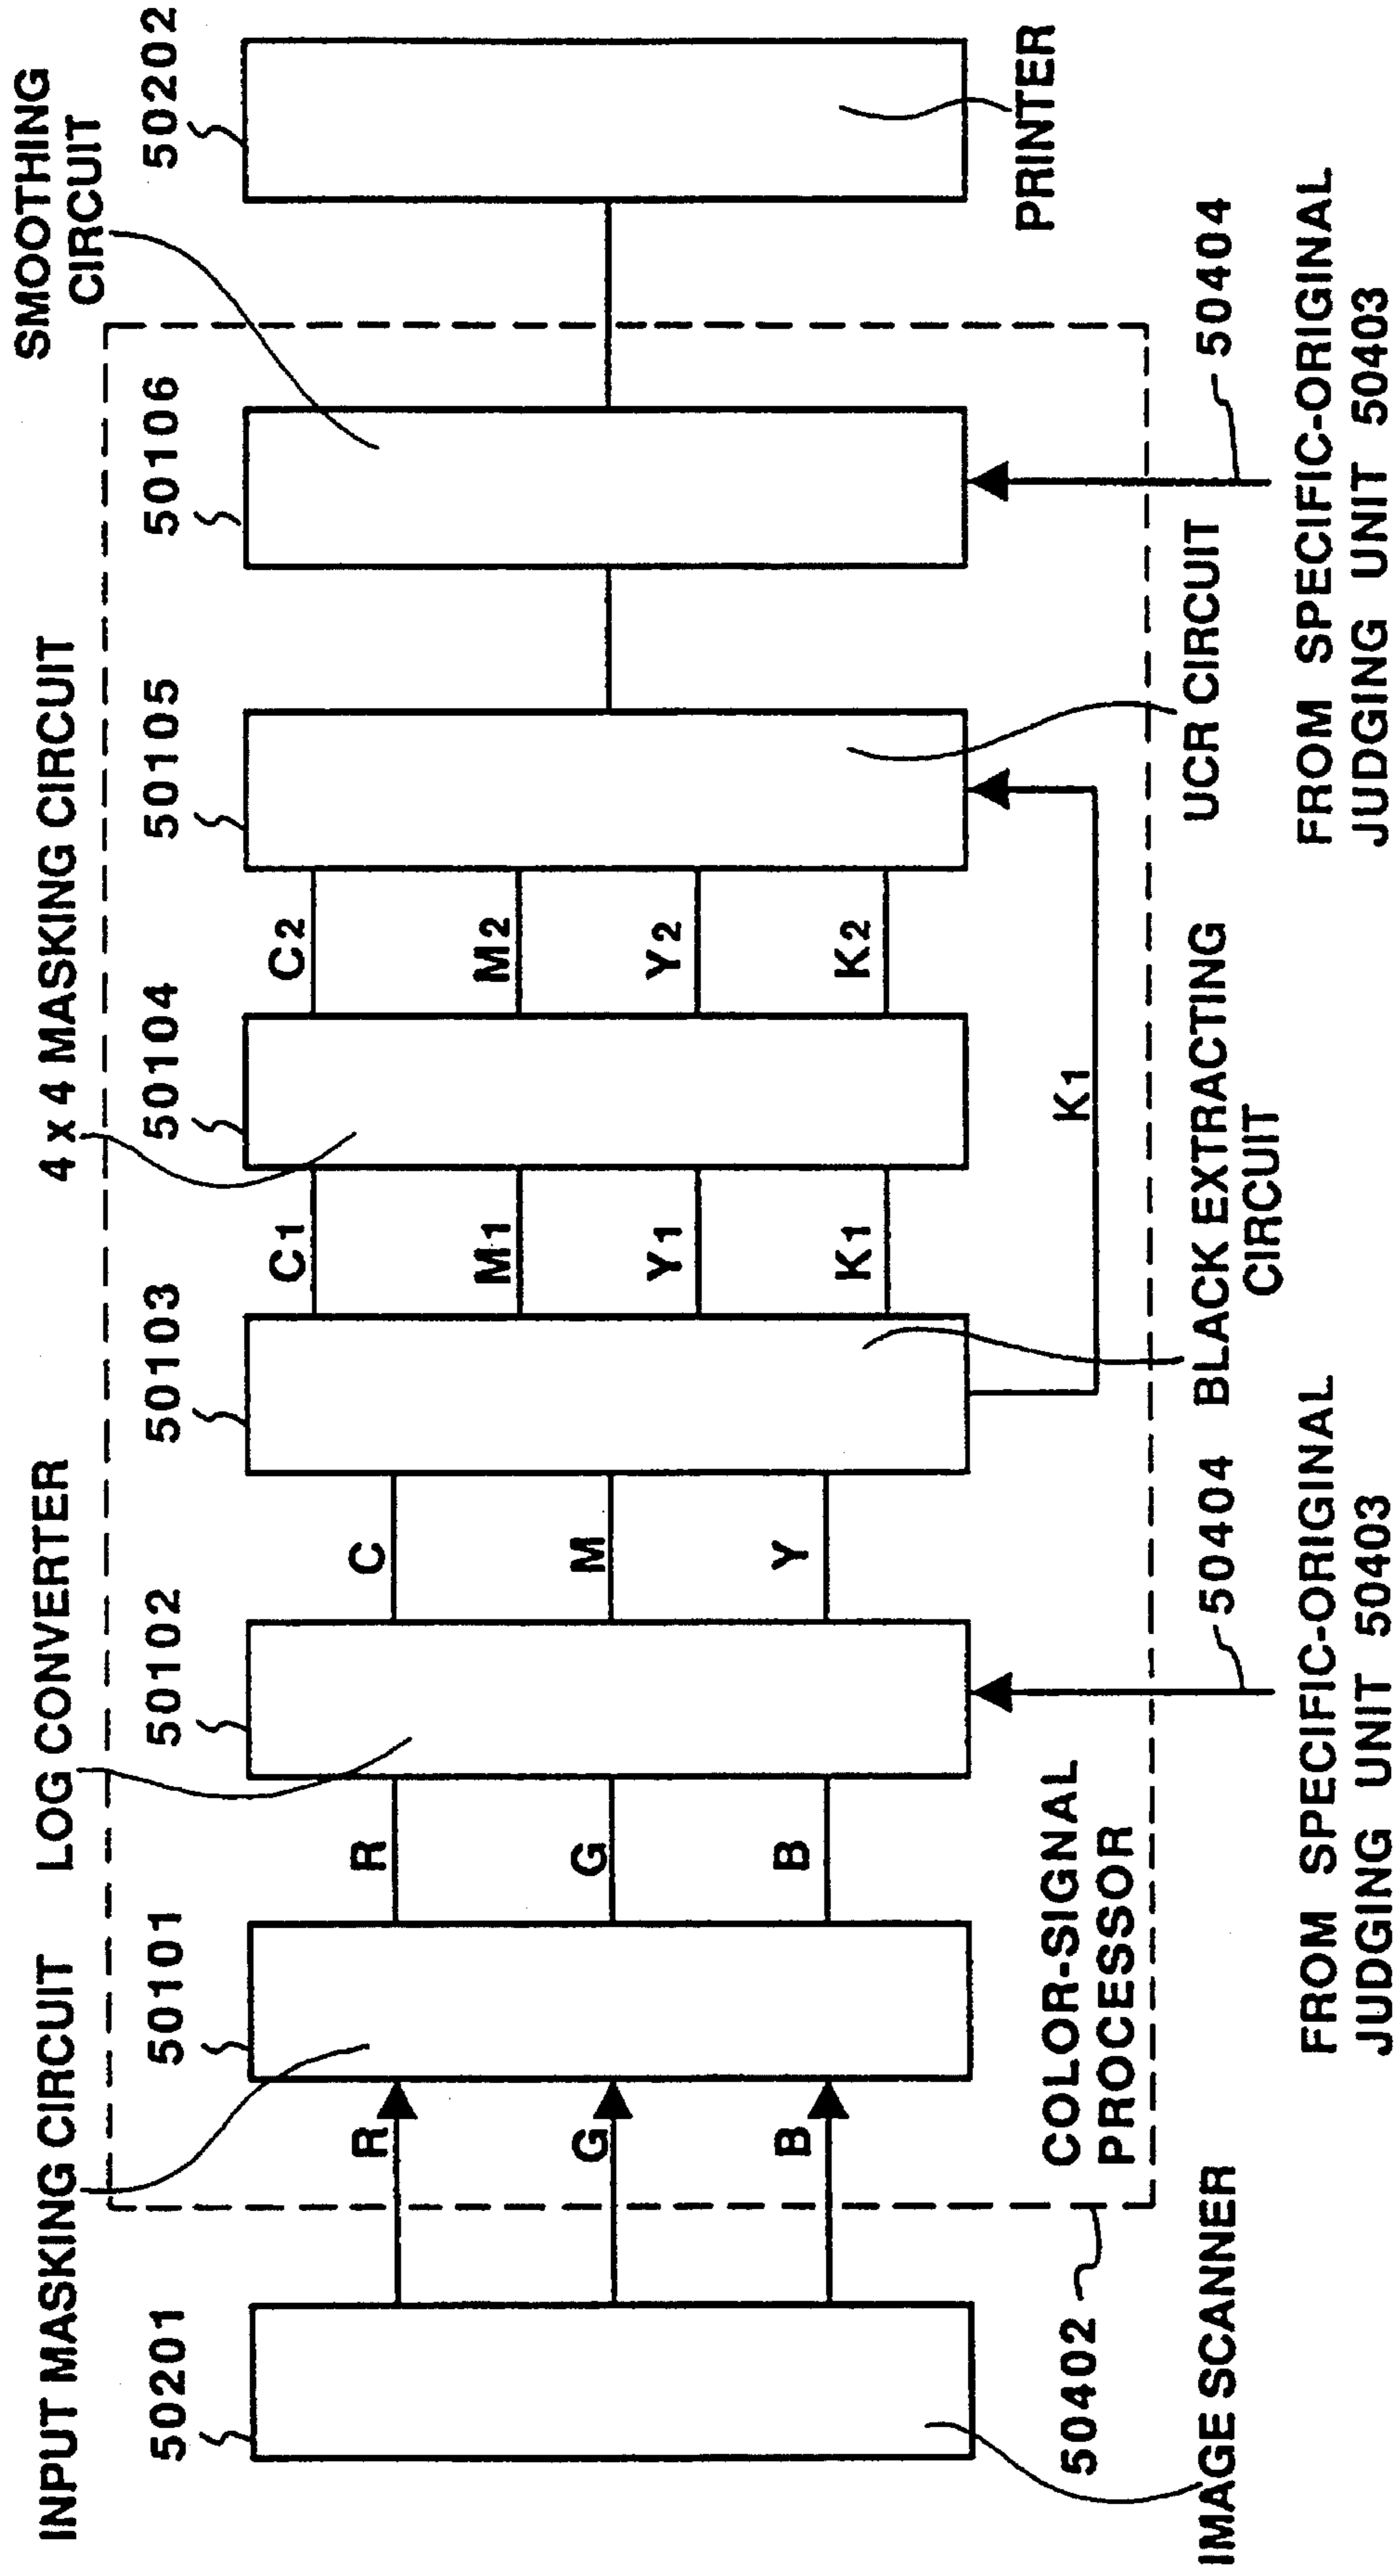 INPUT MASKING CIRCUIT
LOG CONVERTER
4 x 4 MASKING CIRCUIT
SMOOTHING
CIRCUIT
50201
50101
50102
50103
50104
50105
50106
50202
R
G
B
R
G
B
C
M
Y
C1
M1
Y1
K1
C2
M2
Y2
K2
K1
COLOR-SIGNAL
PROCESSOR
50402
IMAGE SCANNER
50404
FROM SPECIFIC-ORIGINAL
JUDGING UNIT 50403
BLACK EXTRACTING
CIRCUIT
UCR CIRCUIT
50404
FROM SPECIFIC-ORIGINAL
JUDGING UNIT 50403
PRINTER